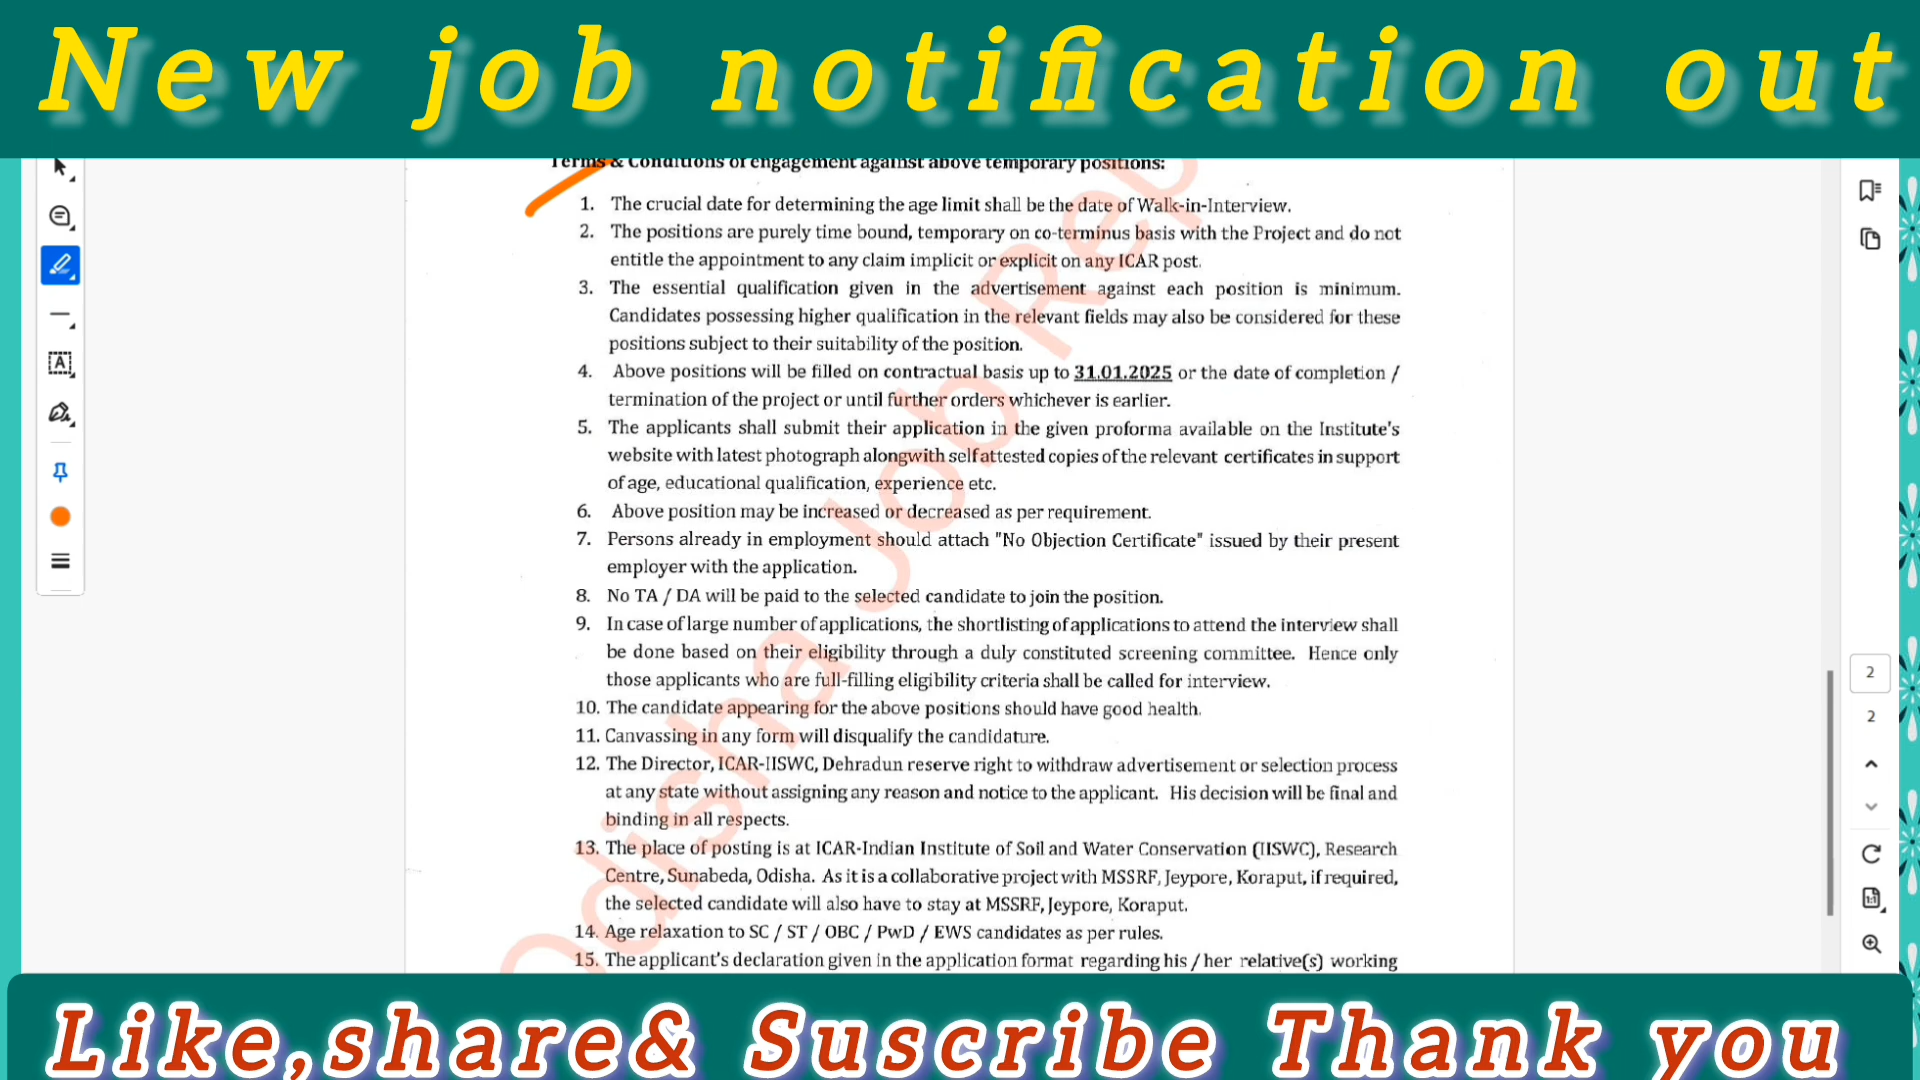 New job notification out
Terms & Conditions of engagement against above temporary positions:
1. The crucial date for determining the age limit shall be the date of Walk-in-Interview.
2. The positions are purely time bound, temporary on co-terminus basis with the Project and do not
entitle the appointment to any claim implicit or explicit on any ICAR post.
3. The essential qualification given in the advertisement against each position is minimum.
Candidates possessing higher qualification in the relevant fields may also be considered for these
positions subject to their suitability of the position.
4. Above positions will be filled on contractual basis up to 31.01.2025 or the date of completion /
termination of the project or until further orders whichever is earlier.
5. The applicants shall submit their application in the given proforma available on the Institute's
website with latest photograph alongwith self attested copies of the relevant certificates in support
of age, educational qualification, experience etc.
6. Above position may be increased or decreased as per requirement.
7. Persons already in employment should attach "No Objection Certificate" issued by their present
employer with the application.
8. No TA / DA will be paid to the selected candidate to join the position.
9. In case of large number of applications, the shortlisting of applications to attend the interview shall
be done based on their eligibility through a duly constituted screening committee. Hence only
those applicants who are full-filling eligibility criteria shall be called for interview.
10. The candidate appearing for the above positions should have good health.
11. Canvassing in any form will disqualify the candidature.
12. The Director, ICAR-IISWC, Dehradun reserve right to withdraw advertisement or selection process
at any state without assigning any reason and notice to the applicant. His decision will be final and
binding in all respects.
13. The place of posting is at ICAR-Indian Institute of Soil and Water Conservation (IISWC), Research
Centre, Sunabeda, Odisha. As it is a collaborative project with MSSRF, Jeypore, Koraput, if required,
the selected candidate will also have to stay at MSSRF, Jeypore, Koraput.
14. Age relaxation to SC / ST / OBC / PwD / EWS candidates as per rules.
15. The applicant's declaration given in the application format regarding his / her relative(s) working
Odisha Job Rep
2
2
Like,share& Suscribe Thank you